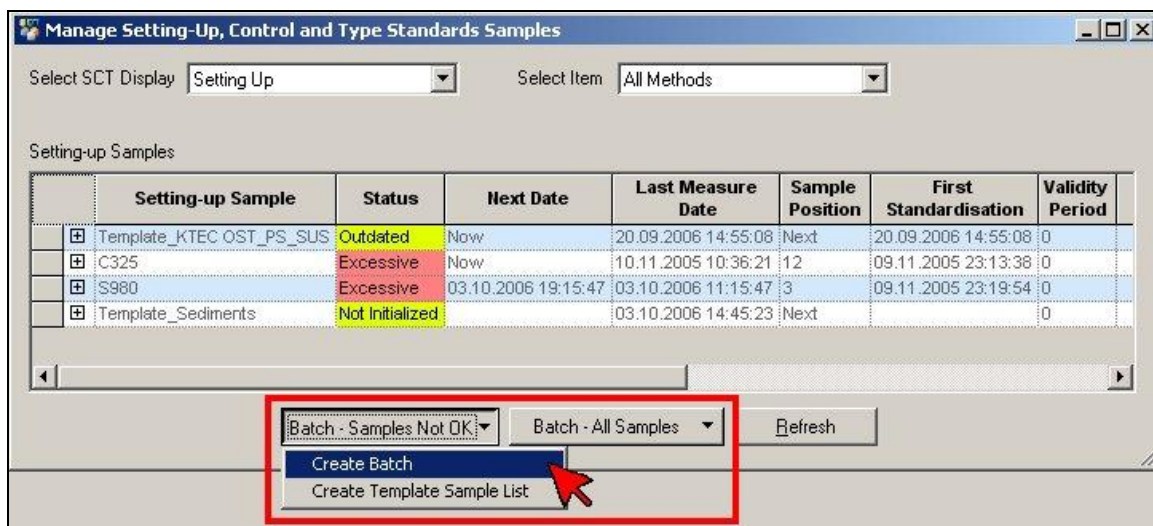 Manage Setting-Up, Control and Type Standards Samples
Select SCT Display Setting Up Select Item All Methods
Setting-up Samples
Setting-up Sample Status Next Date Last Measure Date Sample Position First Standardisation Validity Period
Template_KTEC OST_PS_SUS Outdated Now 20.09.2006 14:55:08 Next 20.09.2006 14:55:08 0
C325 Excessive Now 10.11.2005 10:36:21 12 09.11.2005 23:13:38 0
S980 Excessive 03.10.2006 19:15:47 03.10.2006 11:15:47 3 09.11.2005 23:19:54 0
Template_Sediments Not Initialized 03.10.2006 14:45:23 Next 0
Batch - Samples Not OK Batch - All Samples Refresh
Create Batch
Create Template Sample List